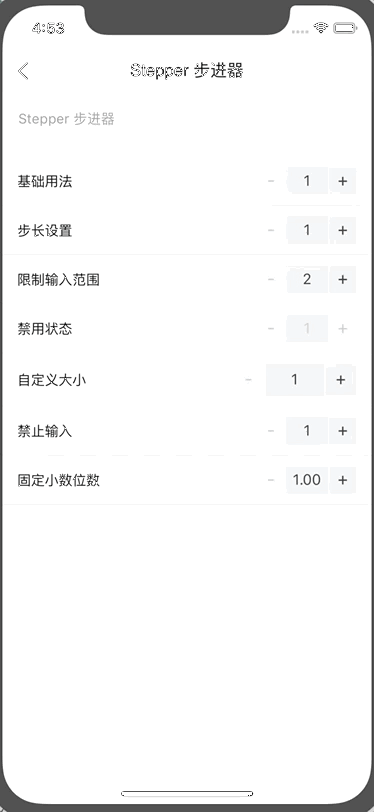 4:53
Stepper 步进器
Stepper 步进器
基础用法 - 1 +
步长设置 - 1 +
限制输入范围 - 2 +
禁用状态 - 1 +
自定义大小 - 1 +
禁止输入 - 1 +
固定小数位数 - 1.00 +